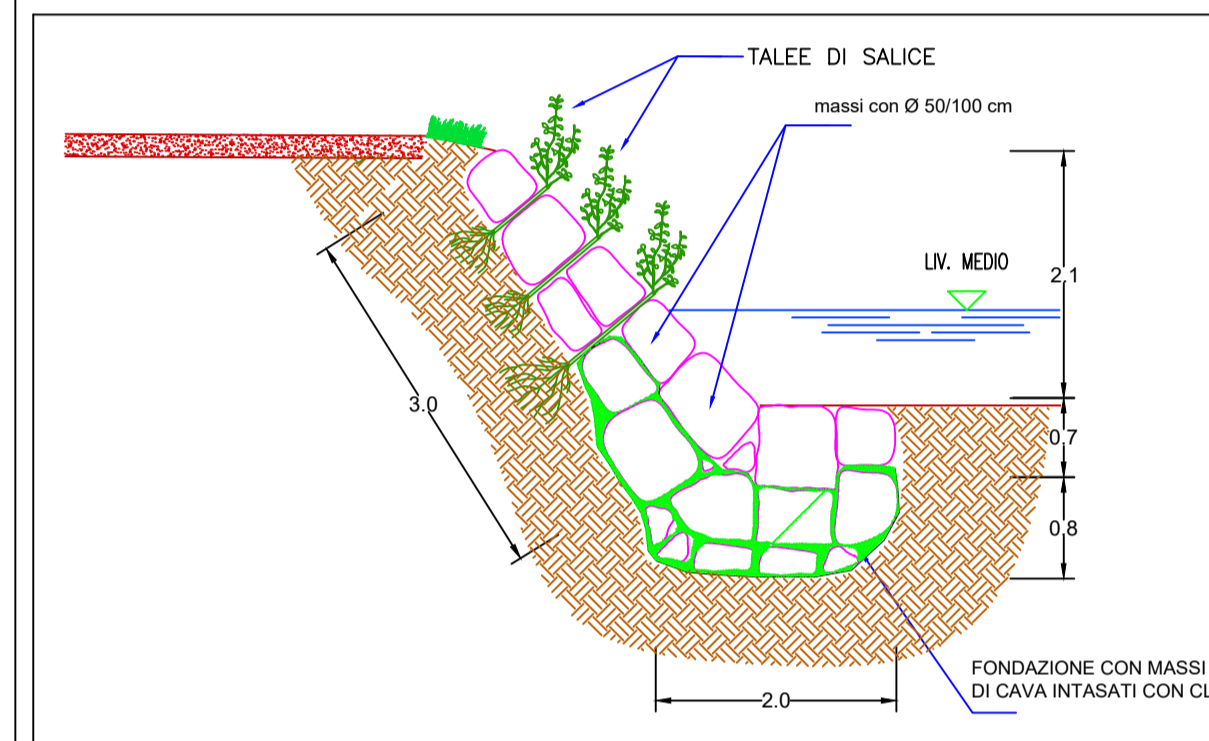 TALEE DI SALICE
massi con Ø 50/100 cm
LIV. MEDIO
2.1
3.0
0.7
0.8
FONDAZIONE CON MASSI
DI CAVA INTASATI CON
2.0